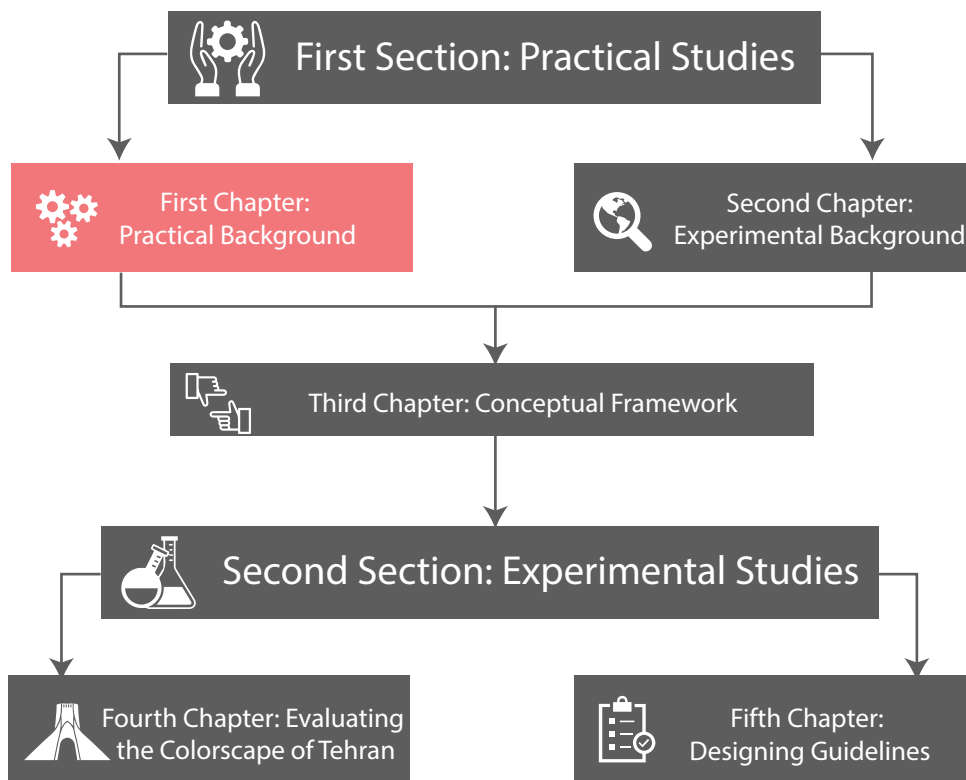 First Section: Practical Studies
First Chapter:
Practical Background
Second Chapter:
Experimental Background
Third Chapter: Conceptual Framework
Second Section: Experimental Studies
Fourth Chapter: Evaluating
the Colorscape of Tehran
Fifth Chapter:
Designing Guidelines